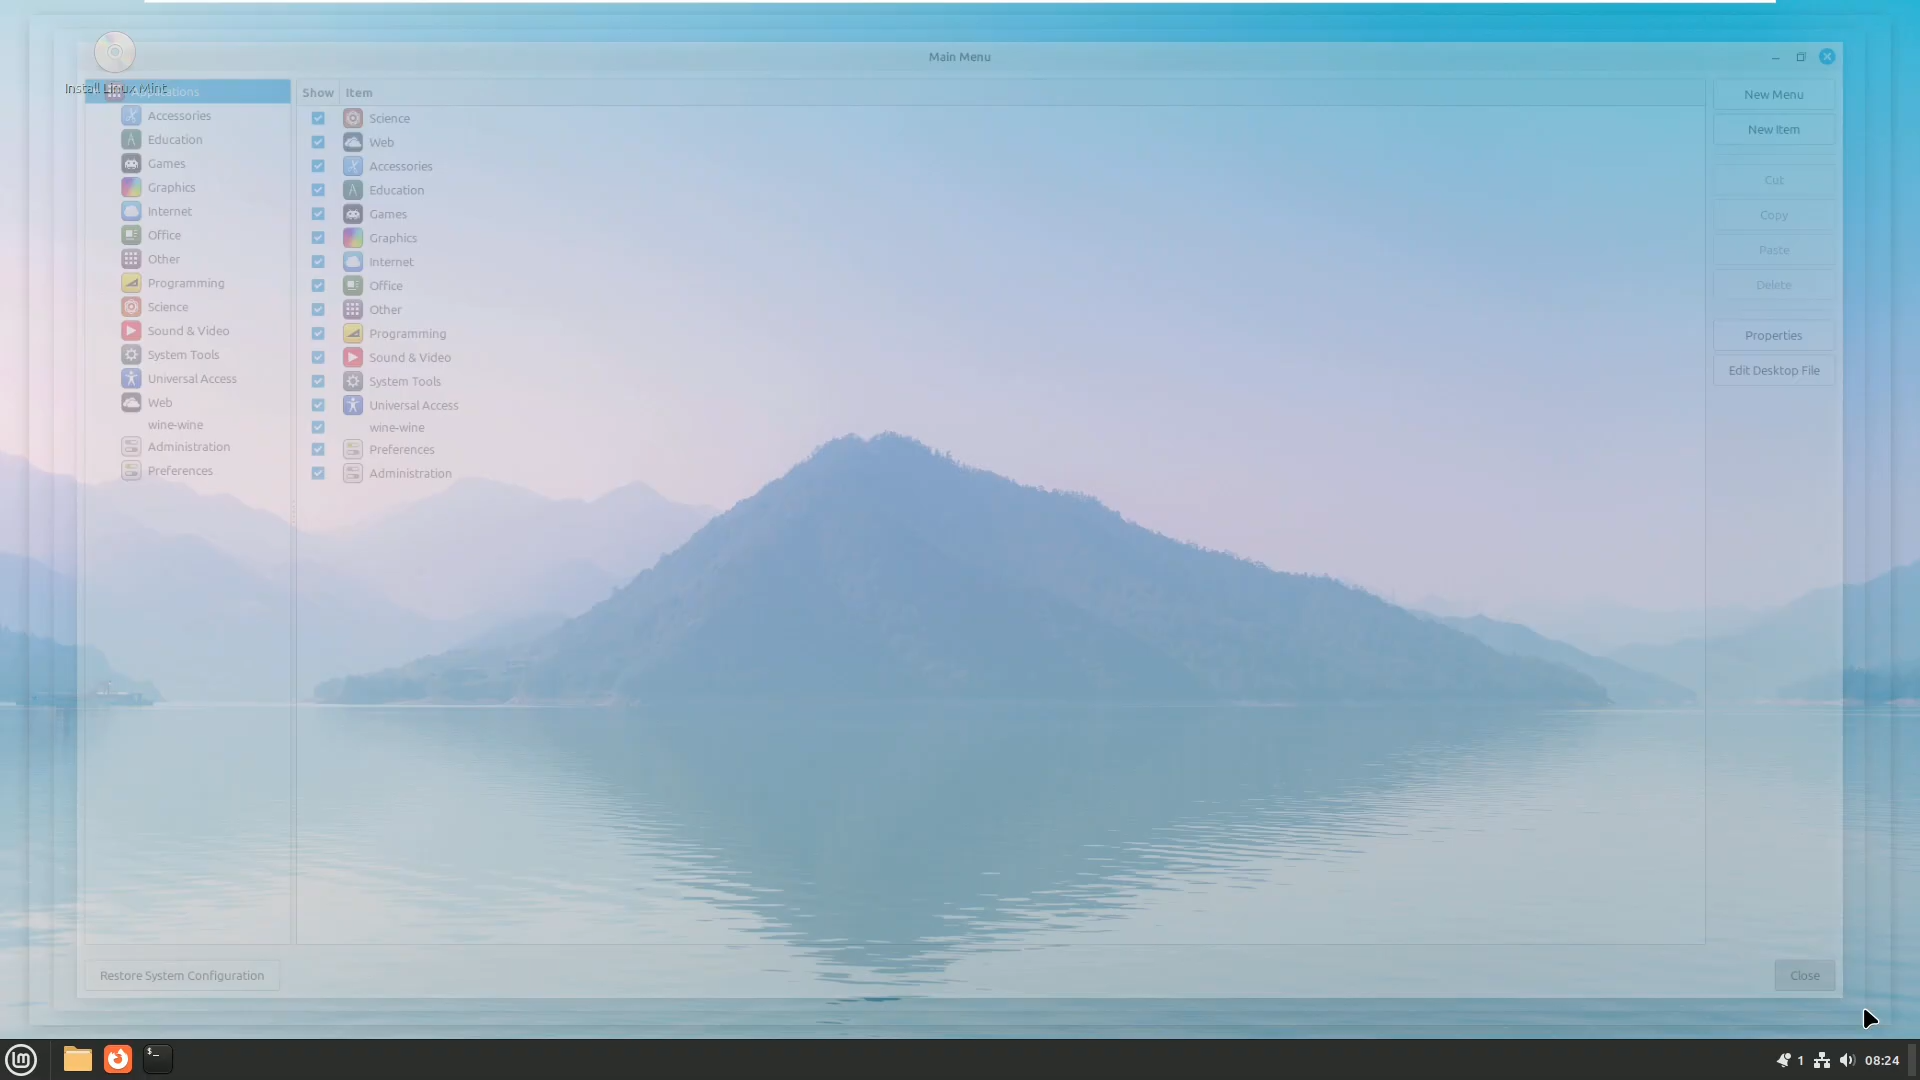 Main Menu
Install Linux Mint
Applications
Show Item
New Menu
Accessories
Science
Education
Web
New Item
Games
Accessories
Graphics
Education
Cut
Internet
Games
Copy
Office
Graphics
Other
Internet
Paste
Programming
Office
Delete
Science
Other
Sound & Video
Programming
Properties
System Tools
Sound & Video
Edit Desktop File
Universal Access
System Tools
Web
Universal Access
wine-wine
wine-wine
Administration
Preferences
Preferences
Administration
Restore System Configuration
Close
1 08:24